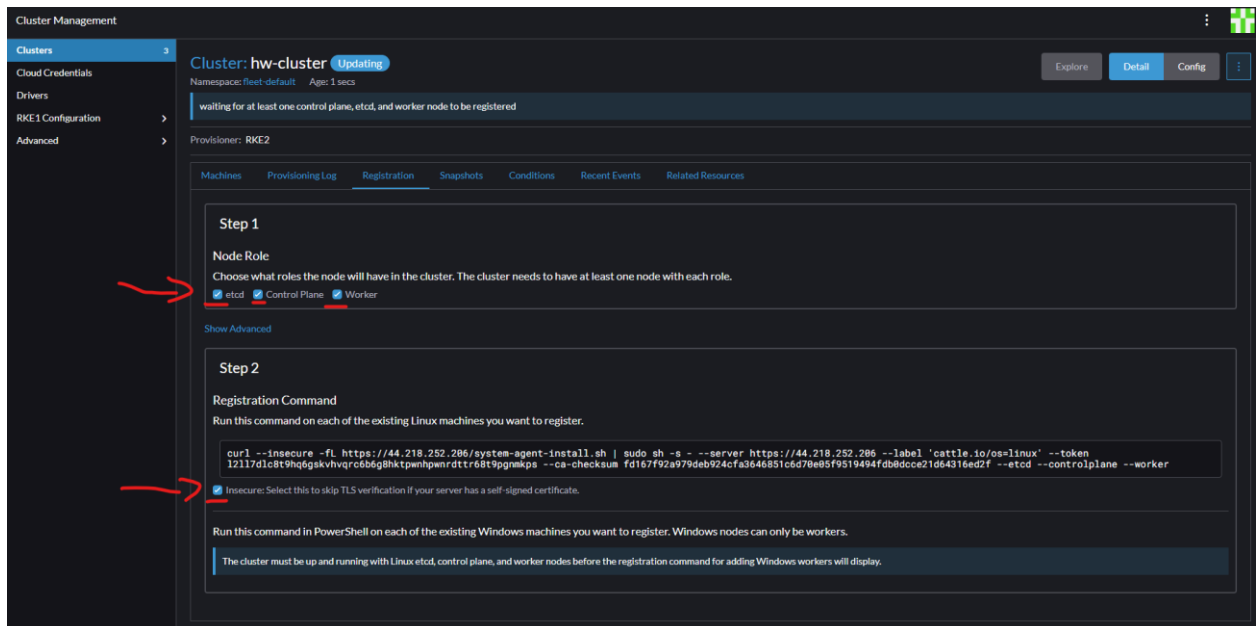 Cluster Management
Clusters 3
Cloud Credentials
Drivers
RKE1 Configuration
Advanced
Cluster: hw-cluster Updating
Explore Detail Config
Namespace: fleet-default Age: 1 secs
waiting for at least one control plane, etcd, and worker node to be registered
Provisioner: RKE2
Machines Provisioning Log Registration Snapshots Conditions Recent Events Related Resources
Step 1
Node Role
Choose what roles the node will have in the cluster. The cluster needs to have at least one node with each role.
etcd Control Plane Worker
Show Advanced
Step 2
Registration Command
Run this command on each of the existing Linux machines you want to register.
curl --insecure -fL https://44.218.252.206/system-agent-install.sh | sudo sh -s - --server https://44.218.252.206 --label 'cattle.io/os=linux' --token
--ca-checksum fd167f92a979deb924cfa3646851c6d70e05f9519494fdb0dcce21d64316ed2f --etcd --controlplane --worker
Insecure: Select this to skip TLS verification if your server has a self-signed certificate.
Run this command in PowerShell on each of the existing Windows machines you want to register. Windows nodes can only be workers.
The cluster must be up and running with Linux etcd, control plane, and worker nodes before the registration command for adding Windows workers will display.